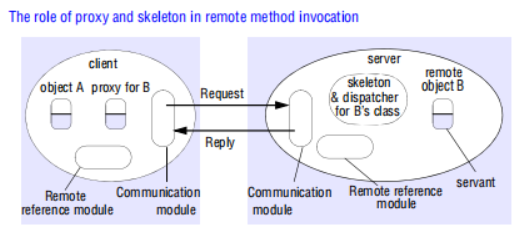 The role of proxy and skeleton in remote method invocation
client
object A proxy for B
Request
Reply
Remote
reference module
Communication
module
server
skeleton
& dispatcher
for B's class
remote
object B
Communication
module
Remote reference
module
servant